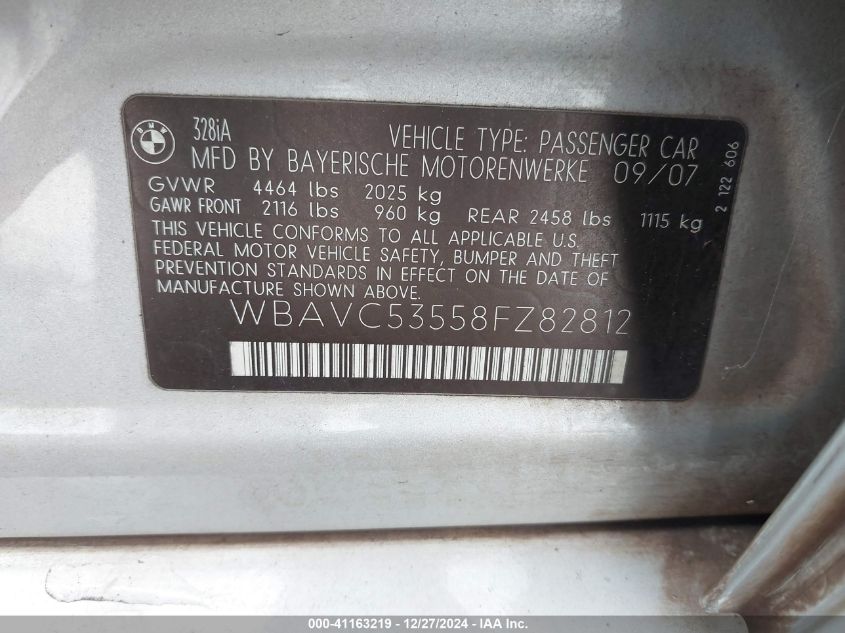 BMW
328iA
VEHICLE TYPE: PASSENGER CAR
MFD BY BAYERISCHE MOTORENWERKE 09/07
GVWR 4464 lbs 2025 kg
GAWR FRONT 2116 lbs 960 kg REAR 2458 lbs 1115 kg
THIS VEHICLE CONFORMS TO ALL APPLICABLE U.S.
FEDERAL MOTOR VEHICLE SAFETY, BUMPER AND THEFT
PREVENTION STANDARDS IN EFFECT ON THE DATE OF
MANUFACTURE SHOWN ABOVE.
WBAVC53558FZ82812
2 122 606
000-41163219 - 12/27/2024 - IAA Inc.